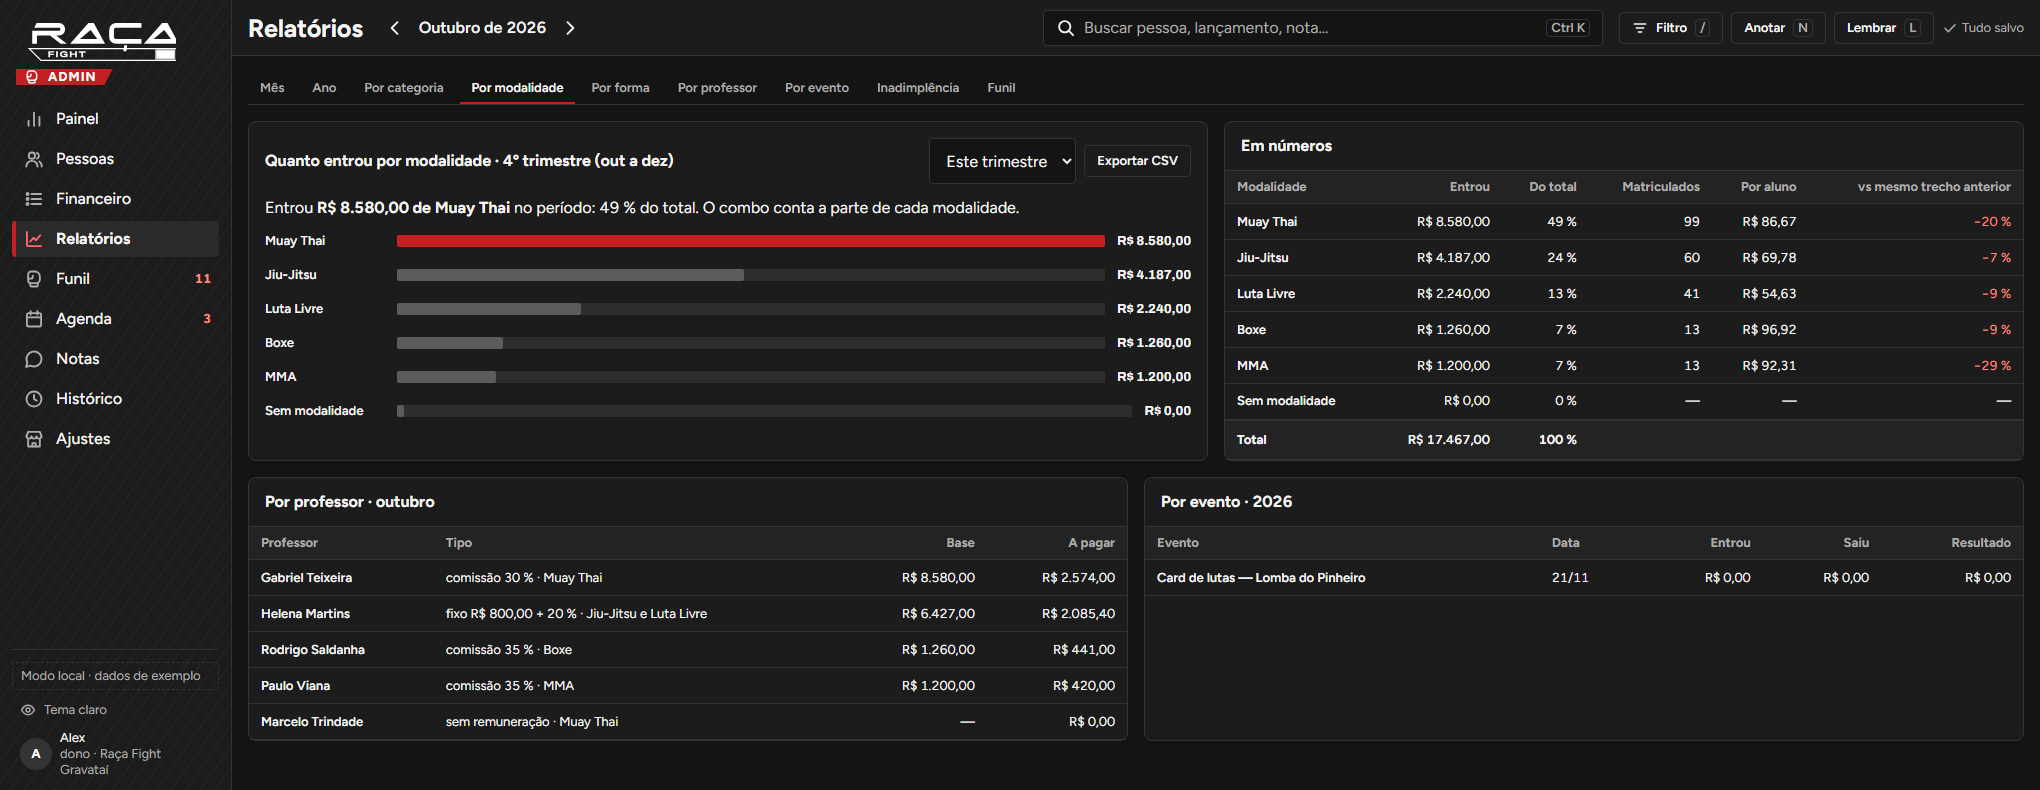 RAÇA
FIGHT
ADMIN
Painel
Pessoas
Financeiro
Relatórios
Funil 11
Agenda 3
Notas
Histórico
Ajustes
Modo local · dados de exemplo
Tema claro
A
Alex
dono · Raça Fight
Gravataí
Relatórios
Outubro de 2026
Buscar pessoa, lançamento, nota... Ctrl K
Filtro /
Anotar N
Lembrar L
Tudo salvo
Mês Ano Por categoria Por modalidade Por forma Por professor Por evento Inadimplência Funil
Quanto entrou por modalidade · 4º trimestre (out a dez)
Este trimestre
Exportar CSV
Entrou R$ 8.580,00 de Muay Thai no período: 49 % do total. O combo conta a parte de cada modalidade.
Muay Thai R$ 8.580,00
Jiu-Jitsu R$ 4.187,00
Luta Livre R$ 2.240,00
Boxe R$ 1.260,00
MMA R$ 1.200,00
Sem modalidade R$ 0,00
Em números
Modalidade Entrou Do total Matriculados Por aluno vs mesmo trecho anterior
Muay Thai R$ 8.580,00 49 % 99 R$ 86,67 -20 %
Jiu-Jitsu R$ 4.187,00 24 % 60 R$ 69,78 -7 %
Luta Livre R$ 2.240,00 13 % 41 R$ 54,63 -9 %
Boxe R$ 1.260,00 7 % 13 R$ 96,92 -9 %
MMA R$ 1.200,00 7 % 13 R$ 92,31 -29 %
Sem modalidade R$ 0,00 0 % — — —
Total R$ 17.467,00 100 %
Por professor · outubro
Professor Tipo Base A pagar
Gabriel Teixeira comissão 30 % · Muay Thai R$ 8.580,00 R$ 2.574,00
Helena Martins fixo R$ 800,00 + 20 % · Jiu-Jitsu e Luta Livre R$ 6.427,00 R$ 2.085,40
Rodrigo Saldanha comissão 35 % · Boxe R$ 1.260,00 R$ 441,00
Paulo Viana comissão 35 % · MMA R$ 1.200,00 R$ 420,00
Marcelo Trindade sem remuneração · Muay Thai — R$ 0,00
Por evento · 2026
Evento Data Entrou Saiu Resultado
Card de lutas — Lomba do Pinheiro 21/11 R$ 0,00 R$ 0,00 R$ 0,00